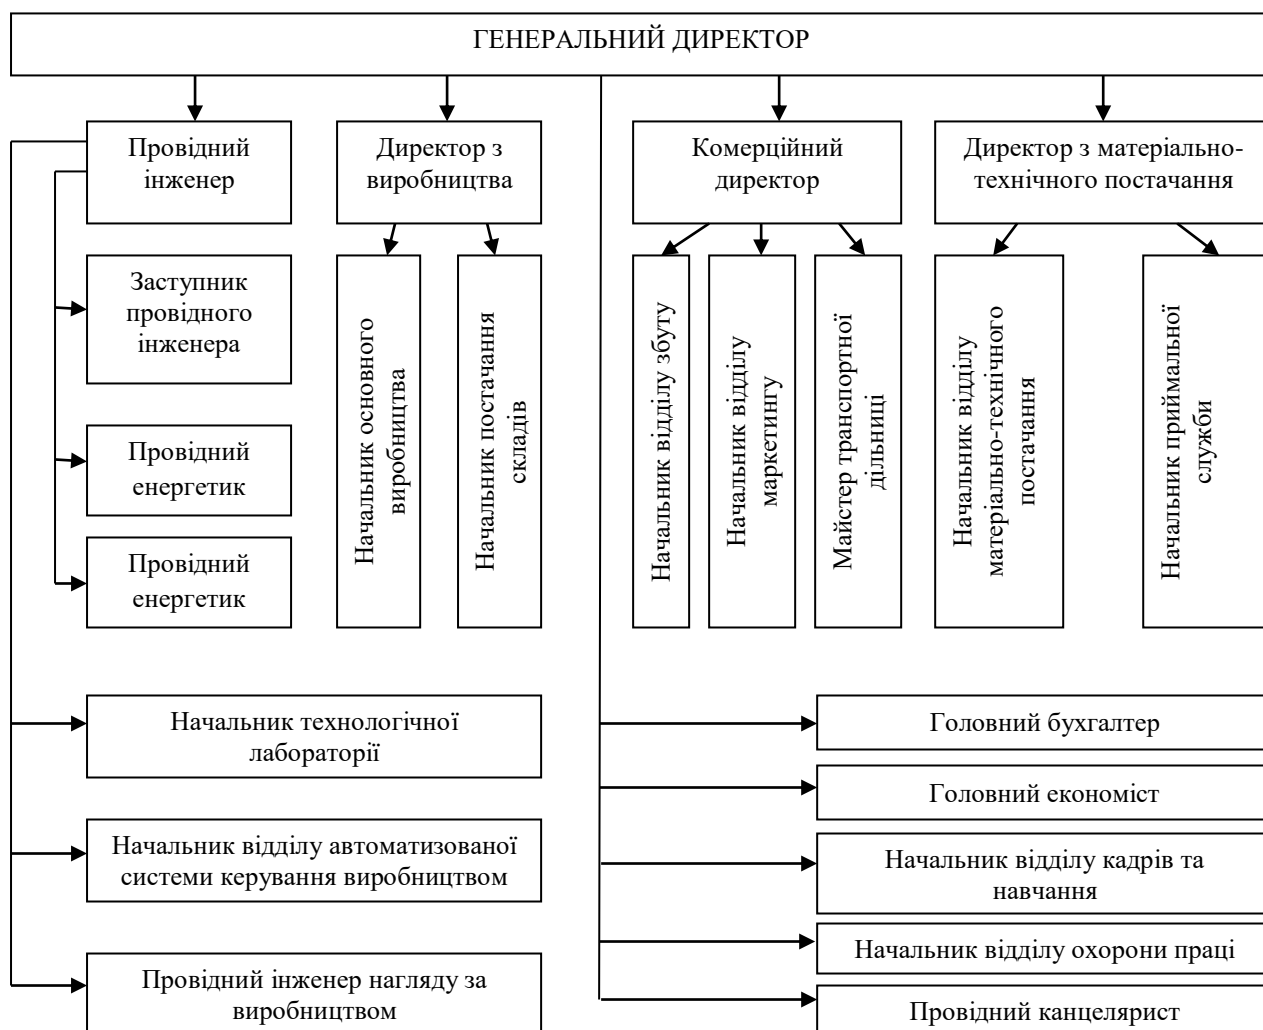 ГЕНЕРАЛЬНИЙ ДИРЕКТОР
Провідний
інженер
Директор з
виробництва
Комерційний
директор
Директор з матеріально-
технічного постачання
Заступник
провідного
інженера
Провідний
енергетик
Провідний
енергетик
Начальник основного
виробництва
Начальник постачання
складів
Начальник відділу збуту
Начальник відділу
маркетингу
Майстер транспортної
дільниці
Начальник відділу
матеріально-технічного
постачання
Начальник приймальної
служби
Начальник технологічної
лабораторії
Начальник відділу автоматизованої
системи керування виробництвом
Провідний інженер нагляду за
виробництвом
Головний бухгалтер
Головний економіст
Начальник відділу кадрів та
навчання
Начальник відділу охорони праці
Провідний канцелярист